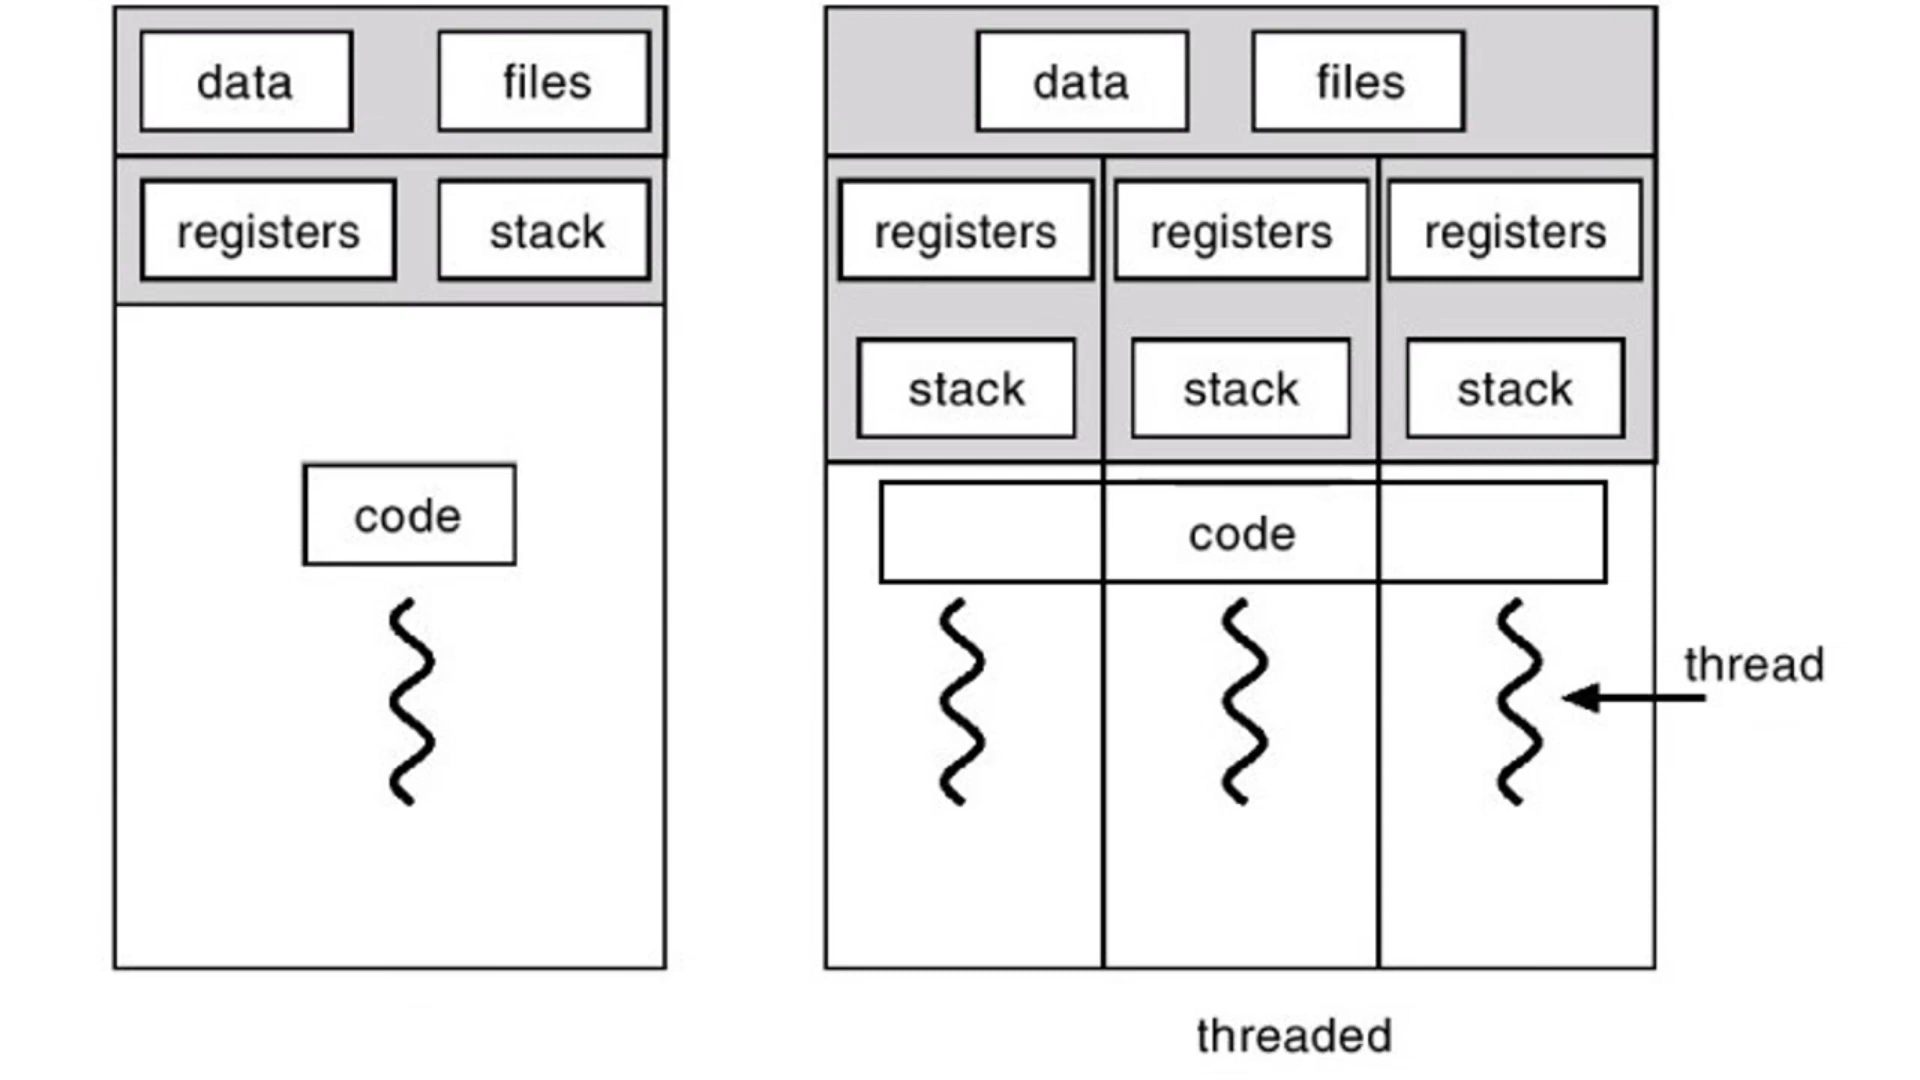 data files
registers stack
code
data files
registers registers registers
stack stack stack
code
thread
threaded